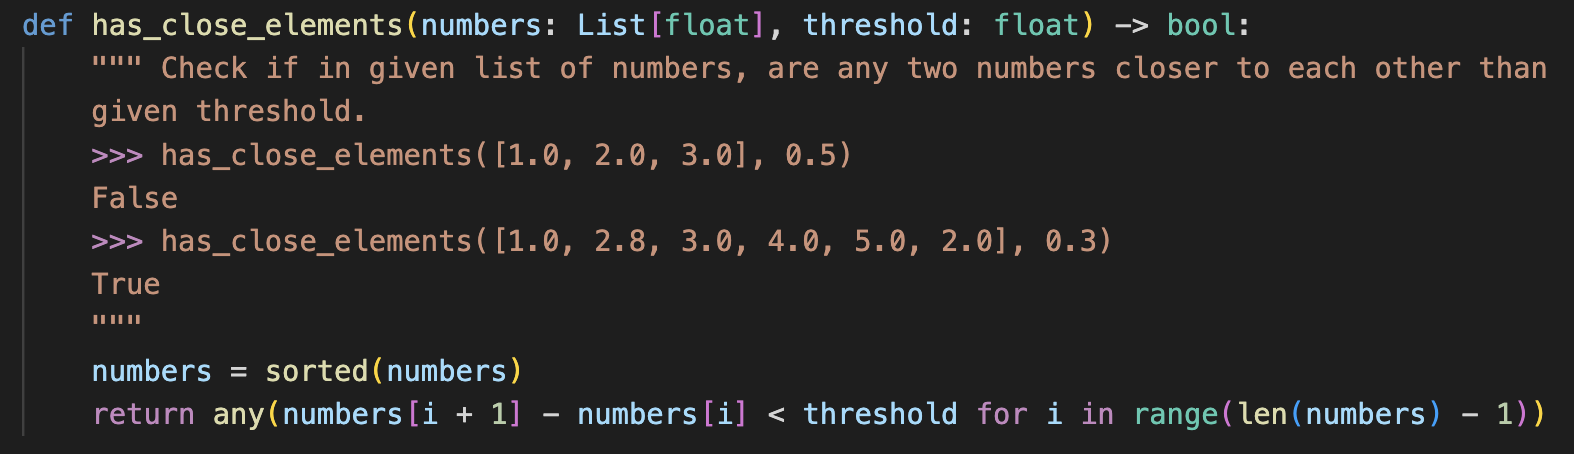 def has_close_elements(numbers: List[float], threshold: float) -> bool:
    """ Check if in given list of numbers, are any two numbers closer to each other than
    given threshold.
    >>> has_close_elements([1.0, 2.0, 3.0], 0.5)
    False
    >>> has_close_elements([1.0, 2.8, 3.0, 4.0, 5.0, 2.0], 0.3)
    True
    """
    numbers = sorted(numbers)
    return any(numbers[i + 1] - numbers[i] < threshold for i in range(len(numbers) - 1))